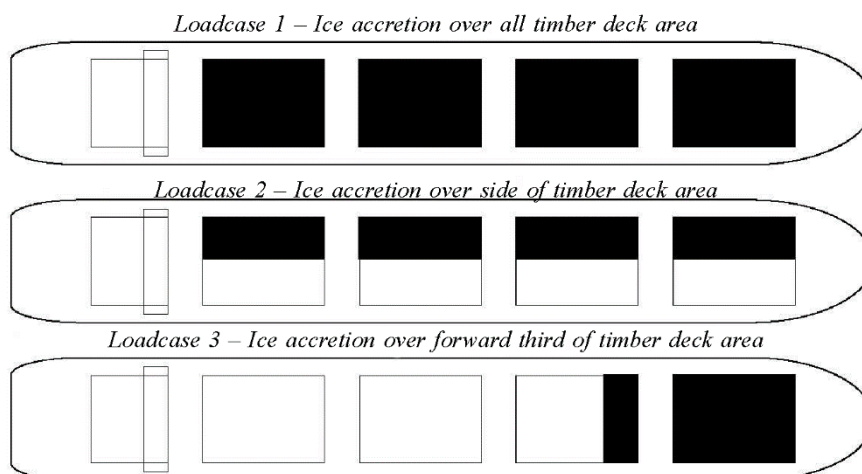 Loadcase 1 – Ice accretion over all timber deck area
Loadcase 2 – Ice accretion over side of timber deck area
Loadcase 3 – Ice accretion over forward third of timber deck area